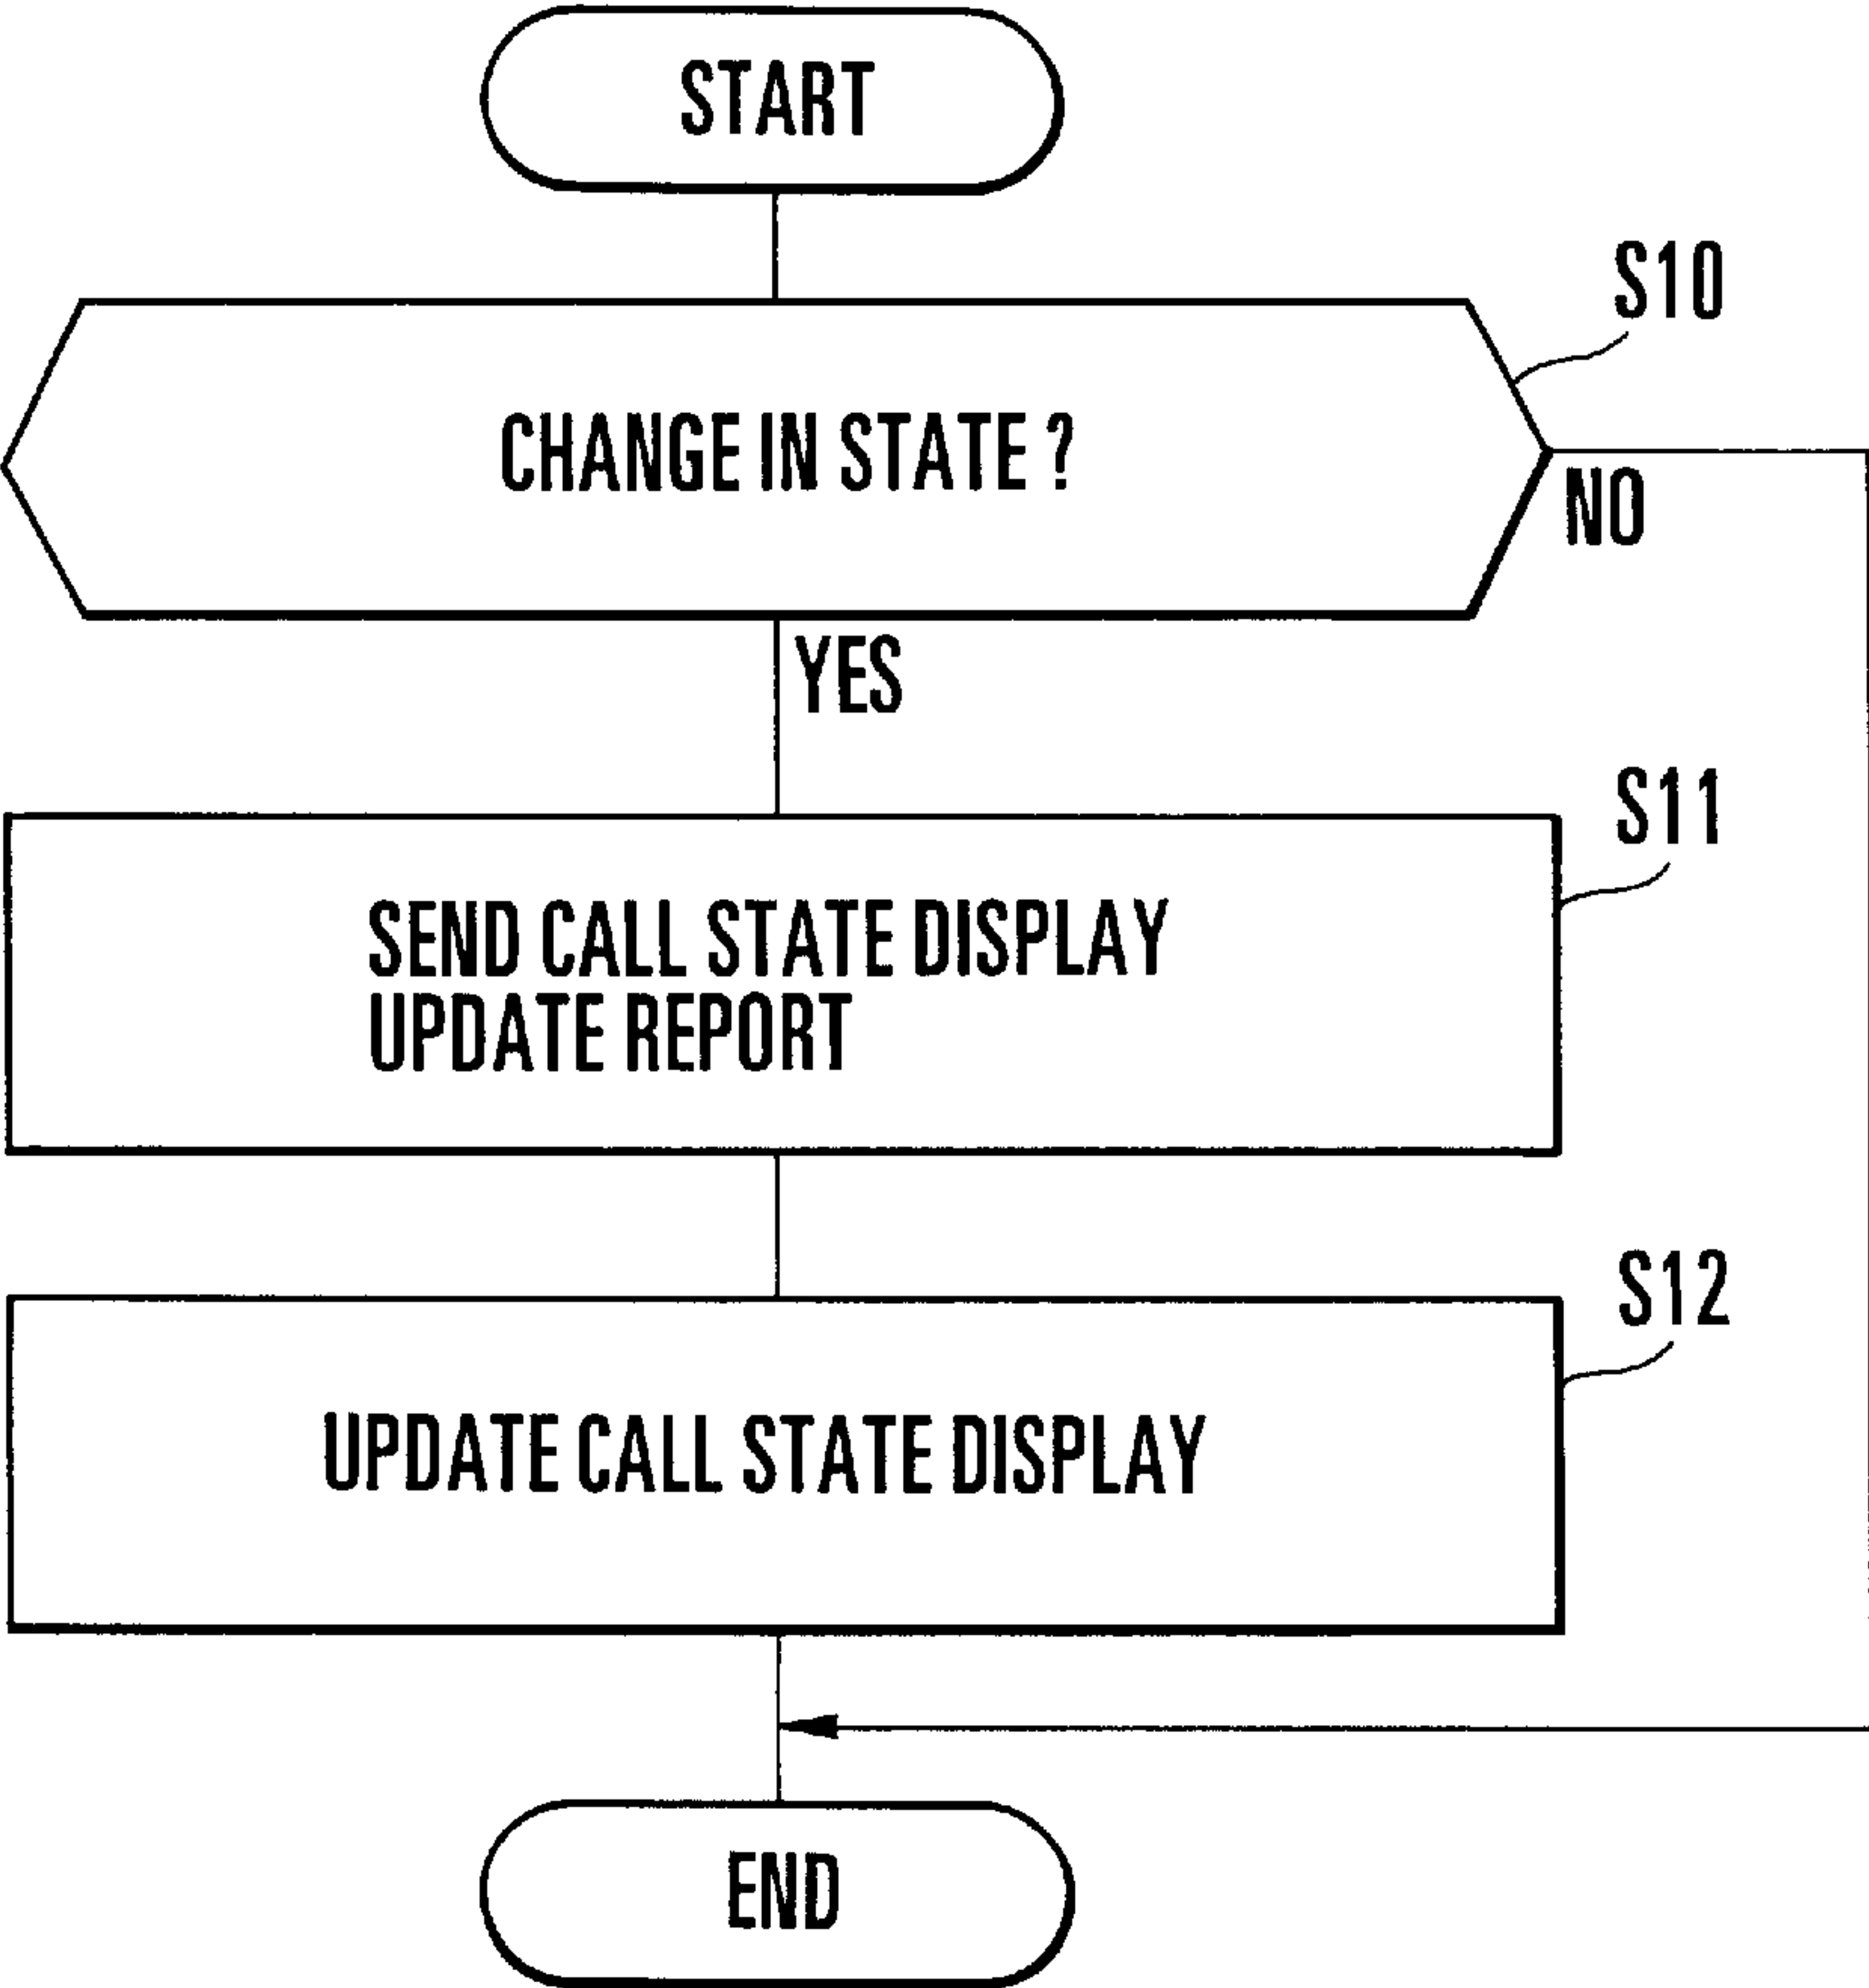 START
S10
CHANGE IN STATE ?
NO
YES
S11
SEND CALL STATE DISPLAY
UPDATE REPORT
S12
UPDATE CALL STATE DISPLAY
END